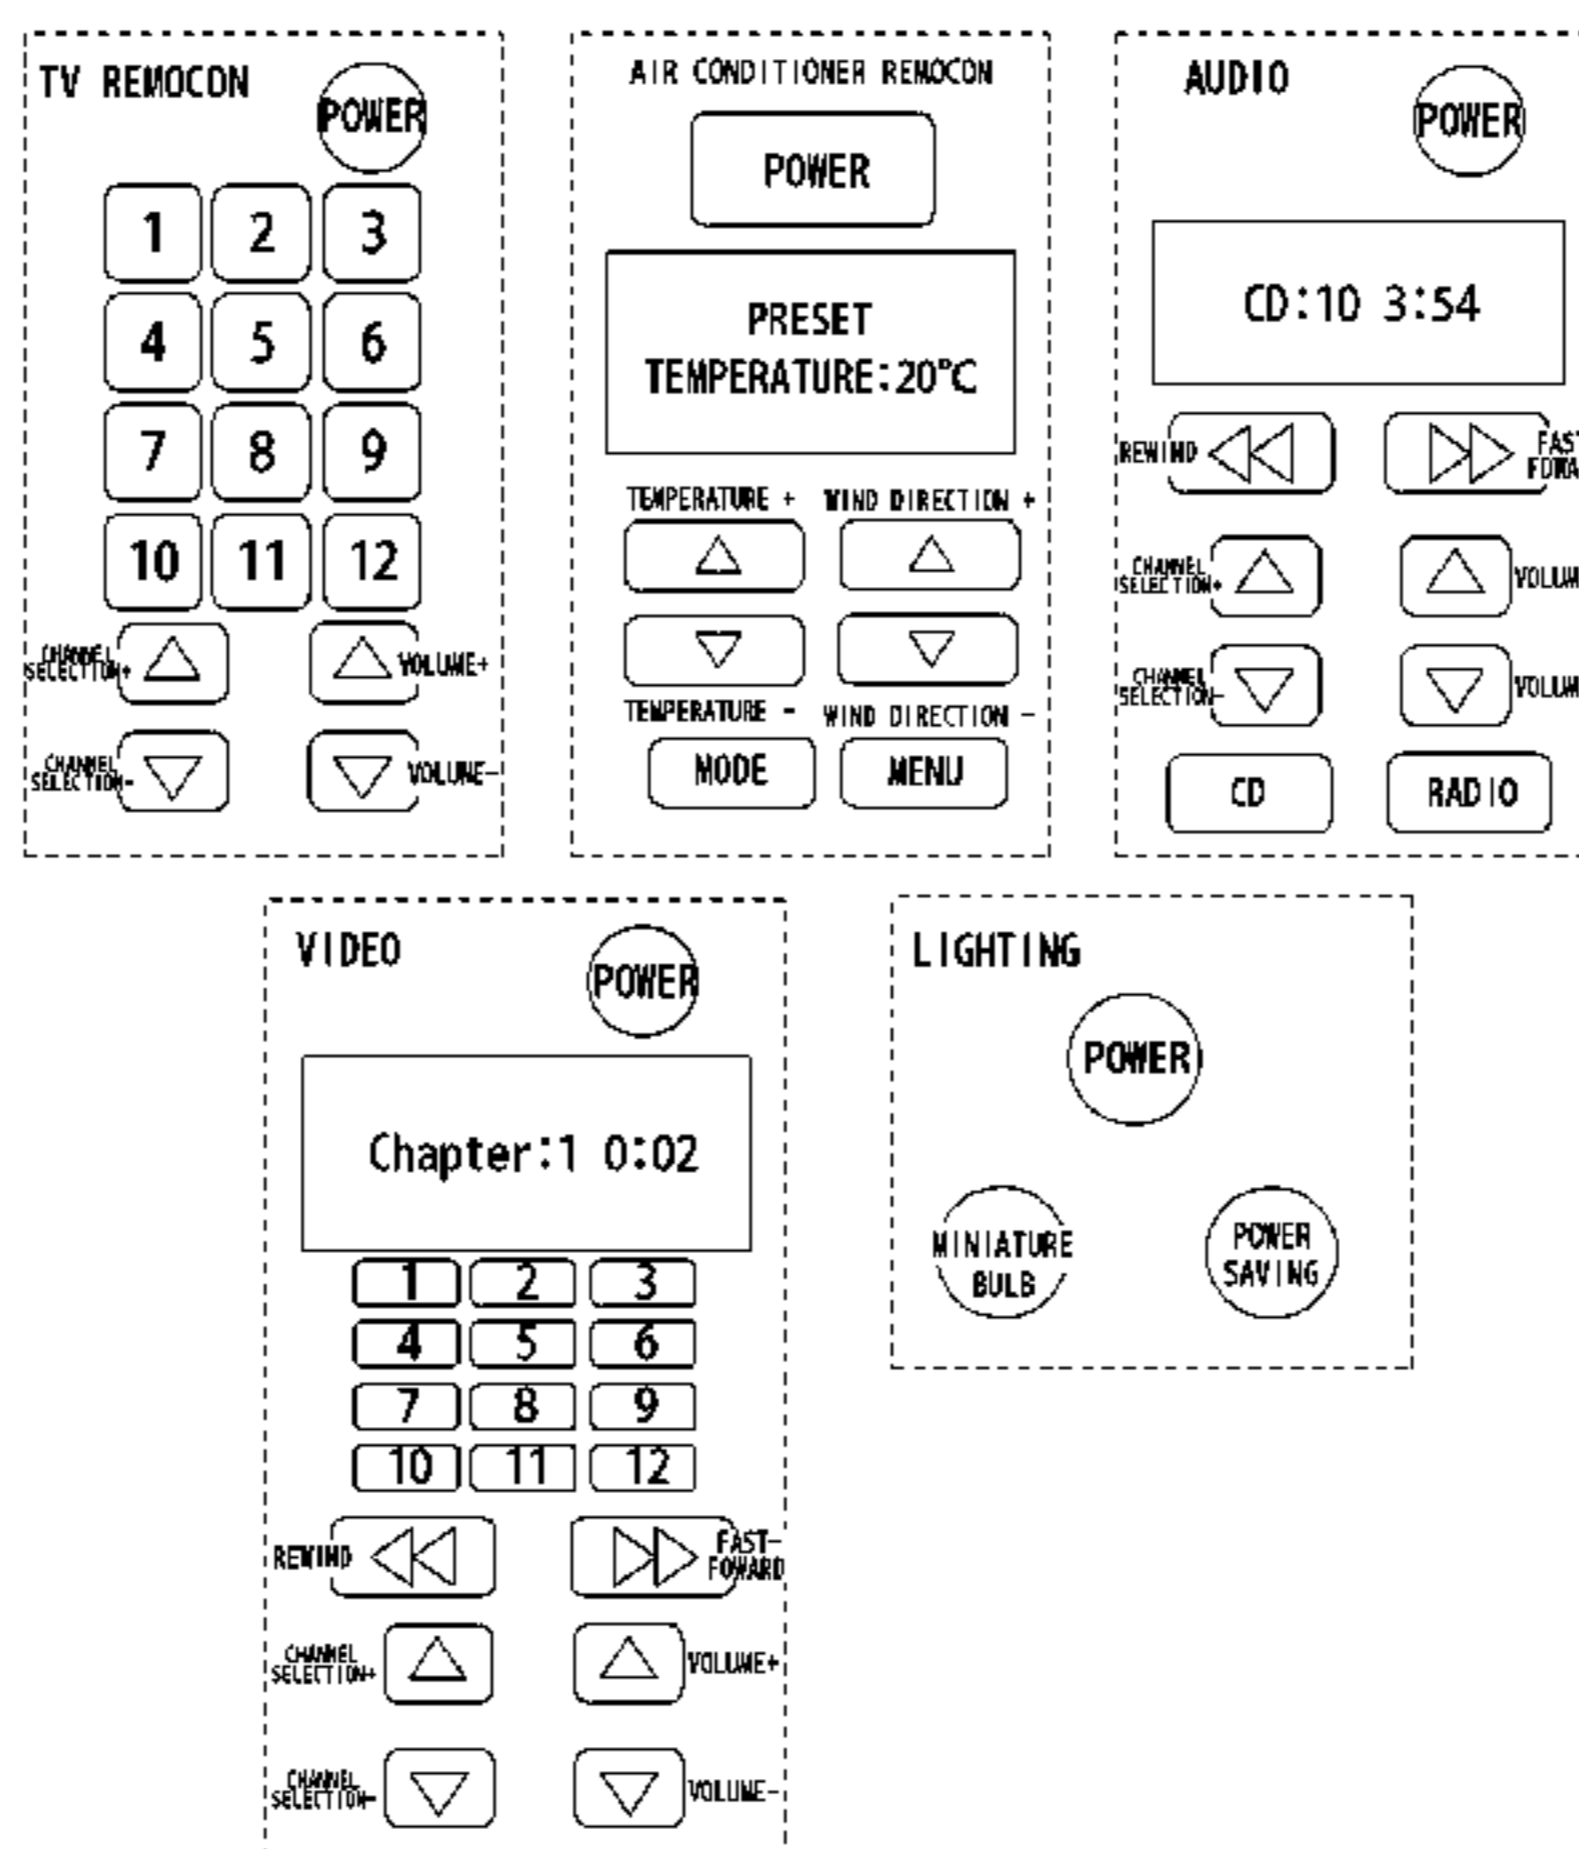 TV REMOCON
POWER
1 2 3
4 5 6
7 8 9
10 11 12
CHANNEL
SELECTION+
VOLUME+
CHANNEL
SELECTION-
VOLUME-
AIR CONDITIONER REMOCON
POWER
PRESET
TEMPERATURE:20°C
TEMPERATURE + WIND DIRECTION +
TEMPERATURE - WIND DIRECTION -
MODE MENU
AUDIO
POWER
CD:10 3:54
REWIND
FAS
FOWA
CHANNEL
SELECTION+
VOLUM
CHANNEL
SELECTION-
VOLUM
CD RADIO
VIDEO
POWER
Chapter:1 0:02
1 2 3
4 5 6
7 8 9
10 11 12
REWIND
FAST-
FOWARD
CHANNEL
SELECTION+
VOLUME+
CHANNEL
SELECTION-
VOLUME-
LIGHTING
POWER
MINIATURE
BULB
POWER
SAVING